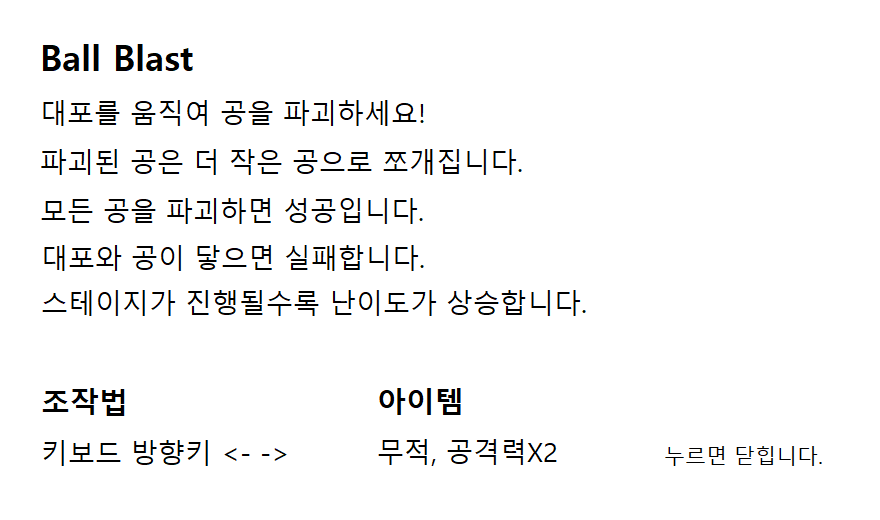 Ball Blast
대포를 움직여 공을 파괴하세요!
파괴된 공은 더 작은 공으로 쪼개집니다.
모든 공을 파괴하면 성공입니다.
대포와 공이 닿으면 실패합니다.
스테이지가 진행될수록 난이도가 상승합니다.
조작법
키보드 방향키 <- ->
아이템
무적, 공격력X2
누르면 닫힙니다.